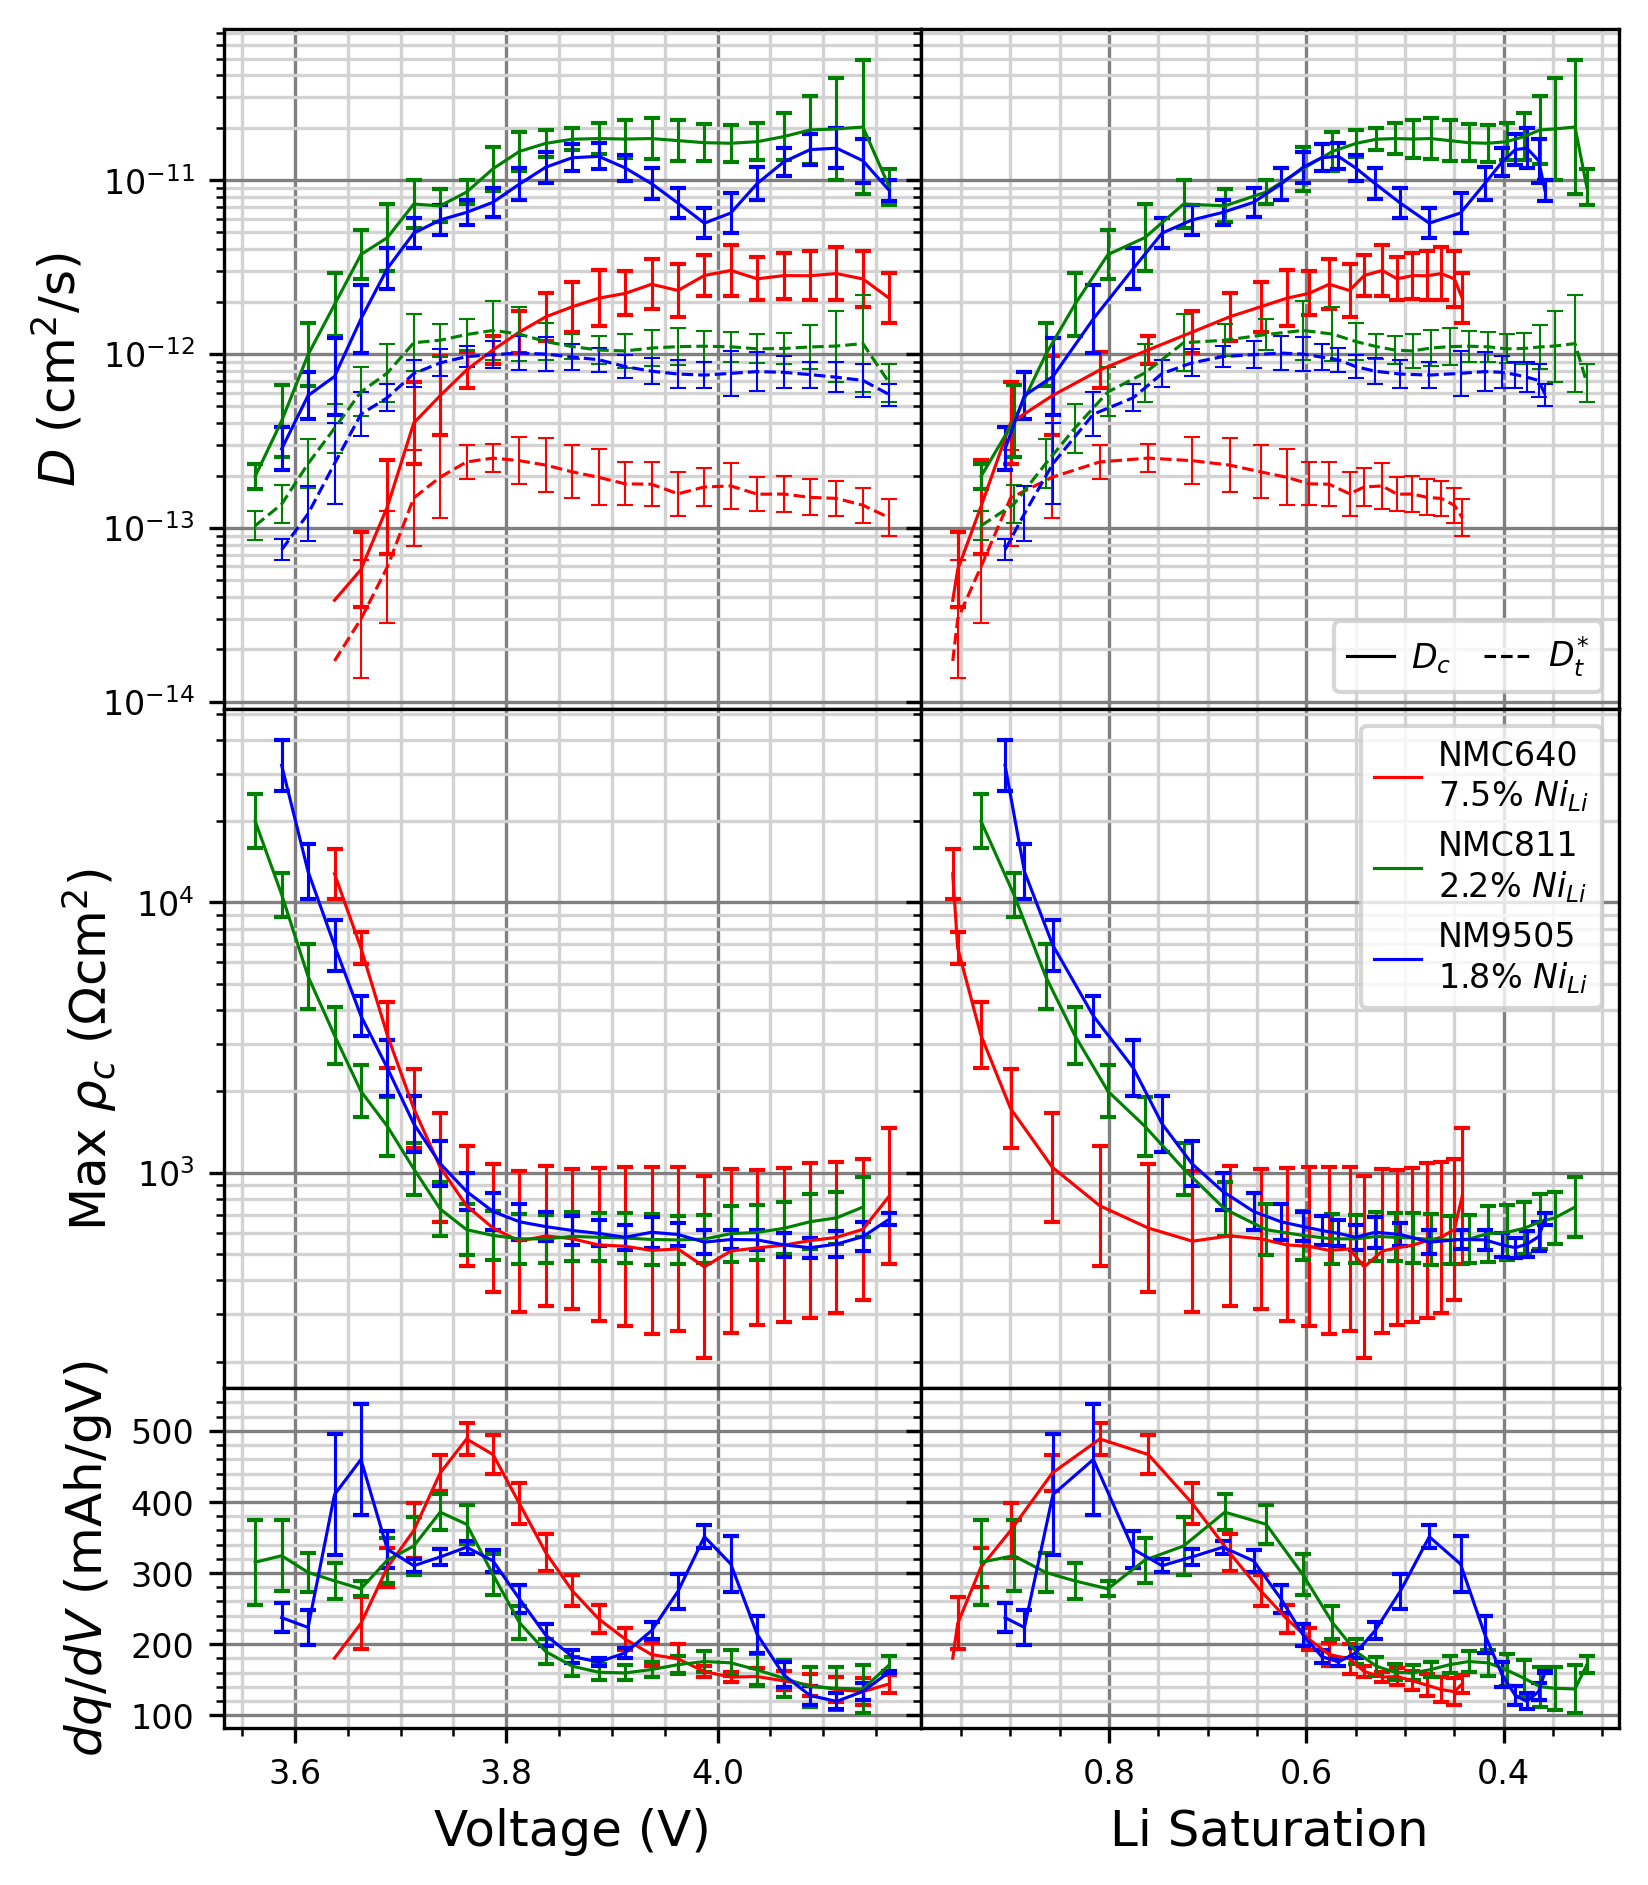 D (cm²/s)
10⁻¹¹
10⁻¹²
10⁻¹³
10⁻¹⁴
D_c D_t^*
Max ρ_c (Ωcm²)
10⁴
10³
NMC640
7.5% Ni_Li
NMC811
2.2% Ni_Li
NM9505
1.8% Ni_Li
dq/dV (mAh/gV)
500
400
300
200
100
3.6 3.8 4.0
0.8 0.6 0.4
Voltage (V)
Li Saturation